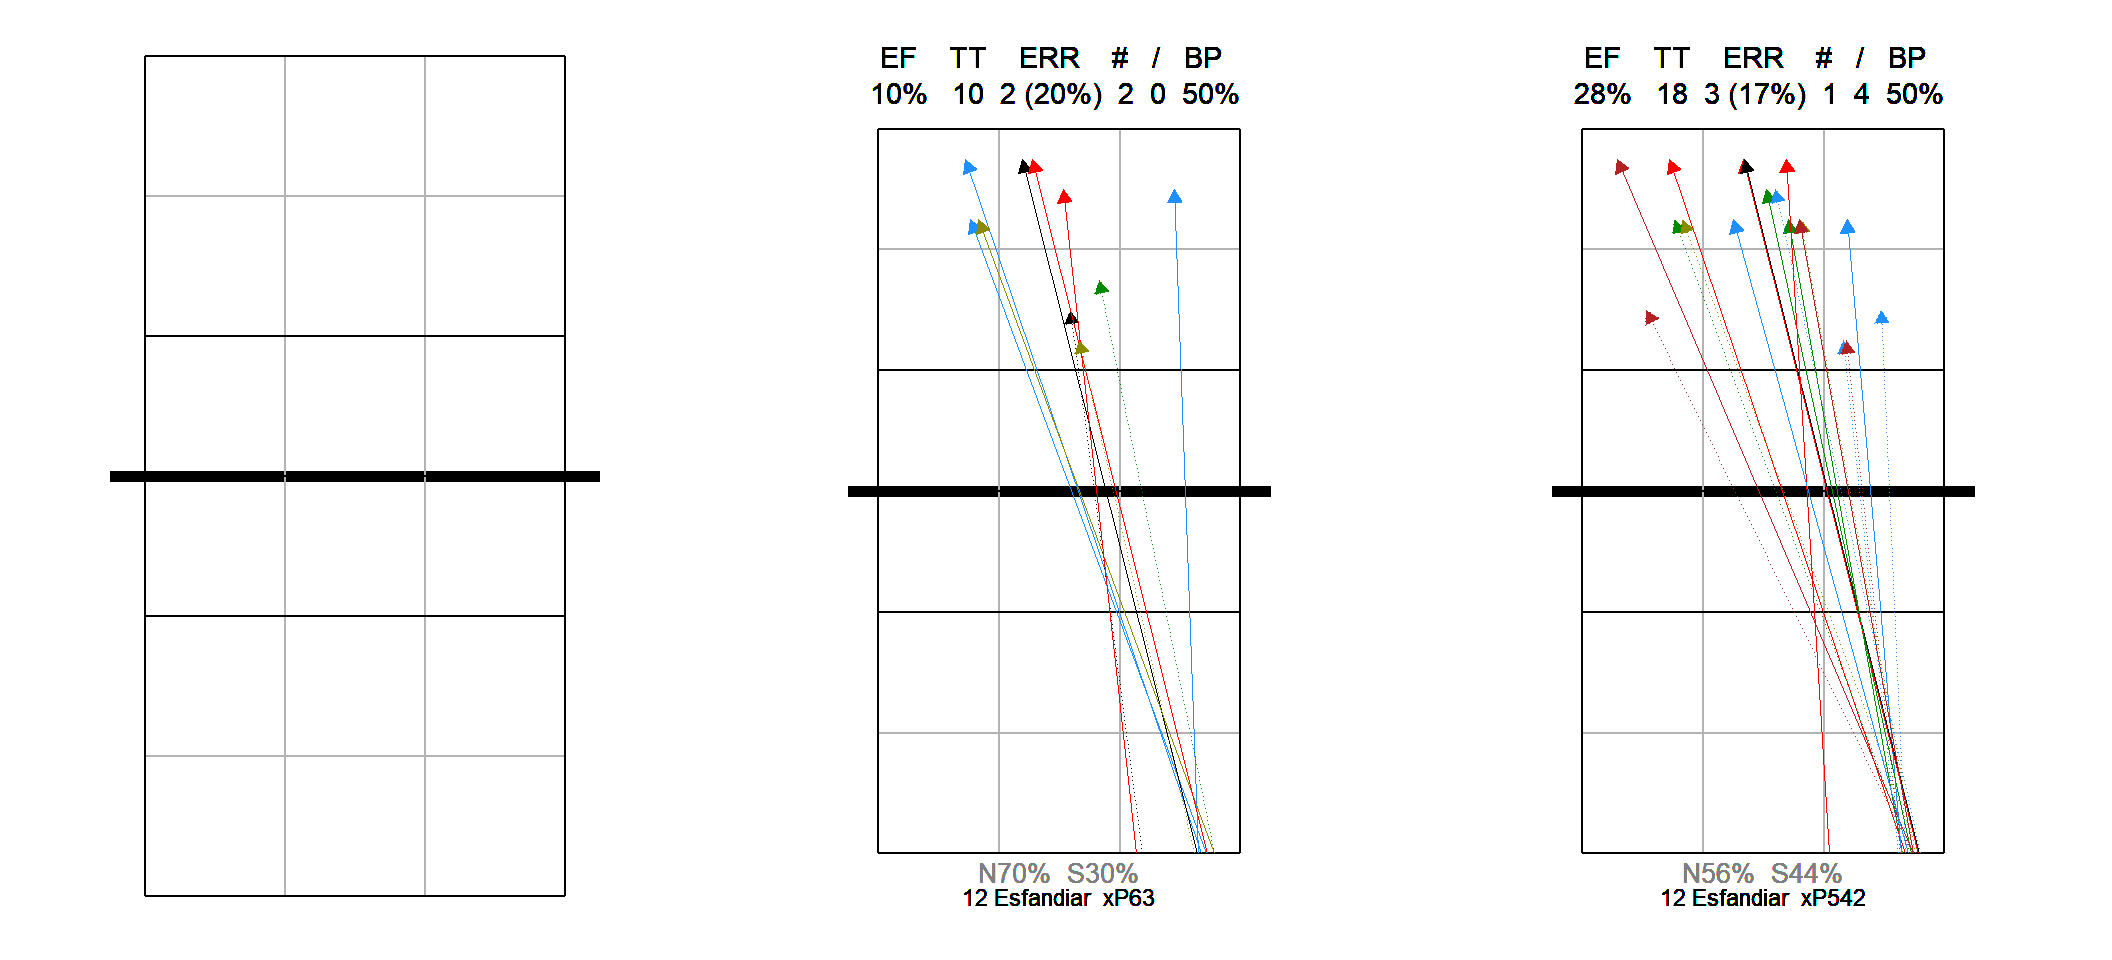 EF TT ERR # / BP
10% 10 2 (20%) 2 0 50%
N70% S30%
12 Esfandiar xP63
EF TT ERR # / BP
28% 18 3 (17%) 1 4 50%
N56% S44%
12 Esfandiar xP542